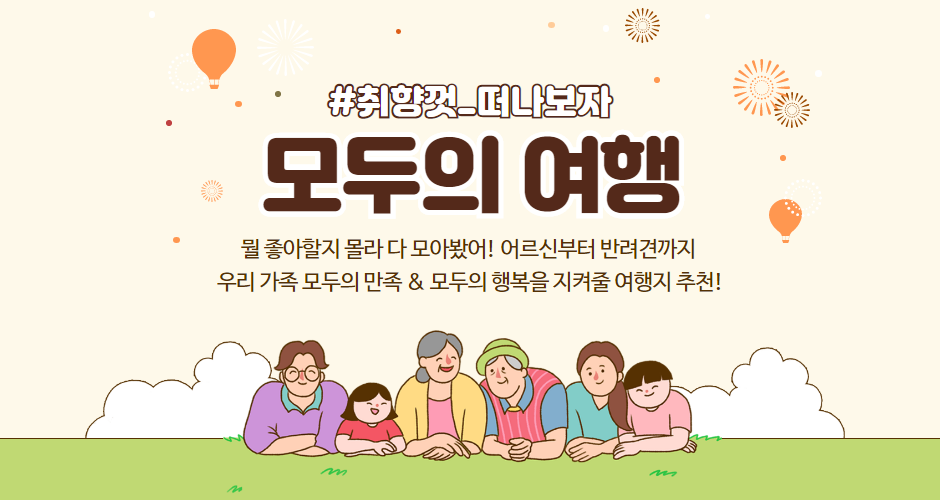 #취향껏_떠나보자
모두의 여행
뭘 좋아할지 몰라 다 모아봤어! 어르신부터 반려견까지
우리 가족 모두의 만족 & 모두의 행복을 지켜줄 여행지 추천!